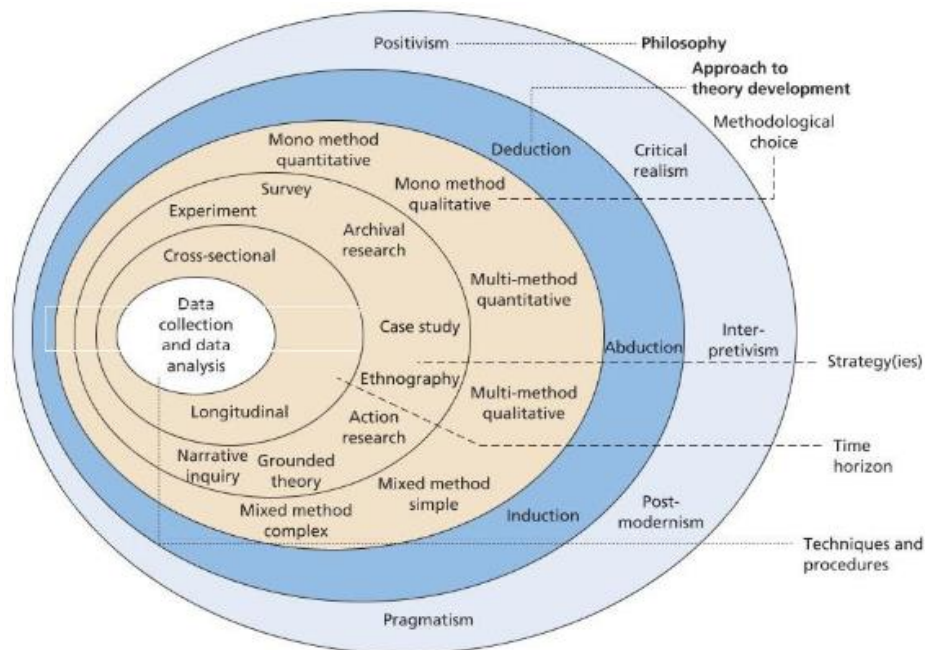 Positivism
Philosophy
Approach to
theory development
Methodological
choice
Mono method
quantitative
Deduction
Critical
realism
Mono method
qualitative
Survey
Experiment
Archival
research
Cross-sectional
Multi-method
quantitative
Data
collection
and data
analysis
Case study
Abduction
Inter-
pretivism
Strategy(ies)
Ethnography
Multi-method
qualitative
Longitudinal
Action
research
Time
horizon
Narrative
inquiry
Grounded
theory
Mixed method
simple
Mixed method
complex
Induction
Post-
modernism
Techniques and
procedures
Pragmatism